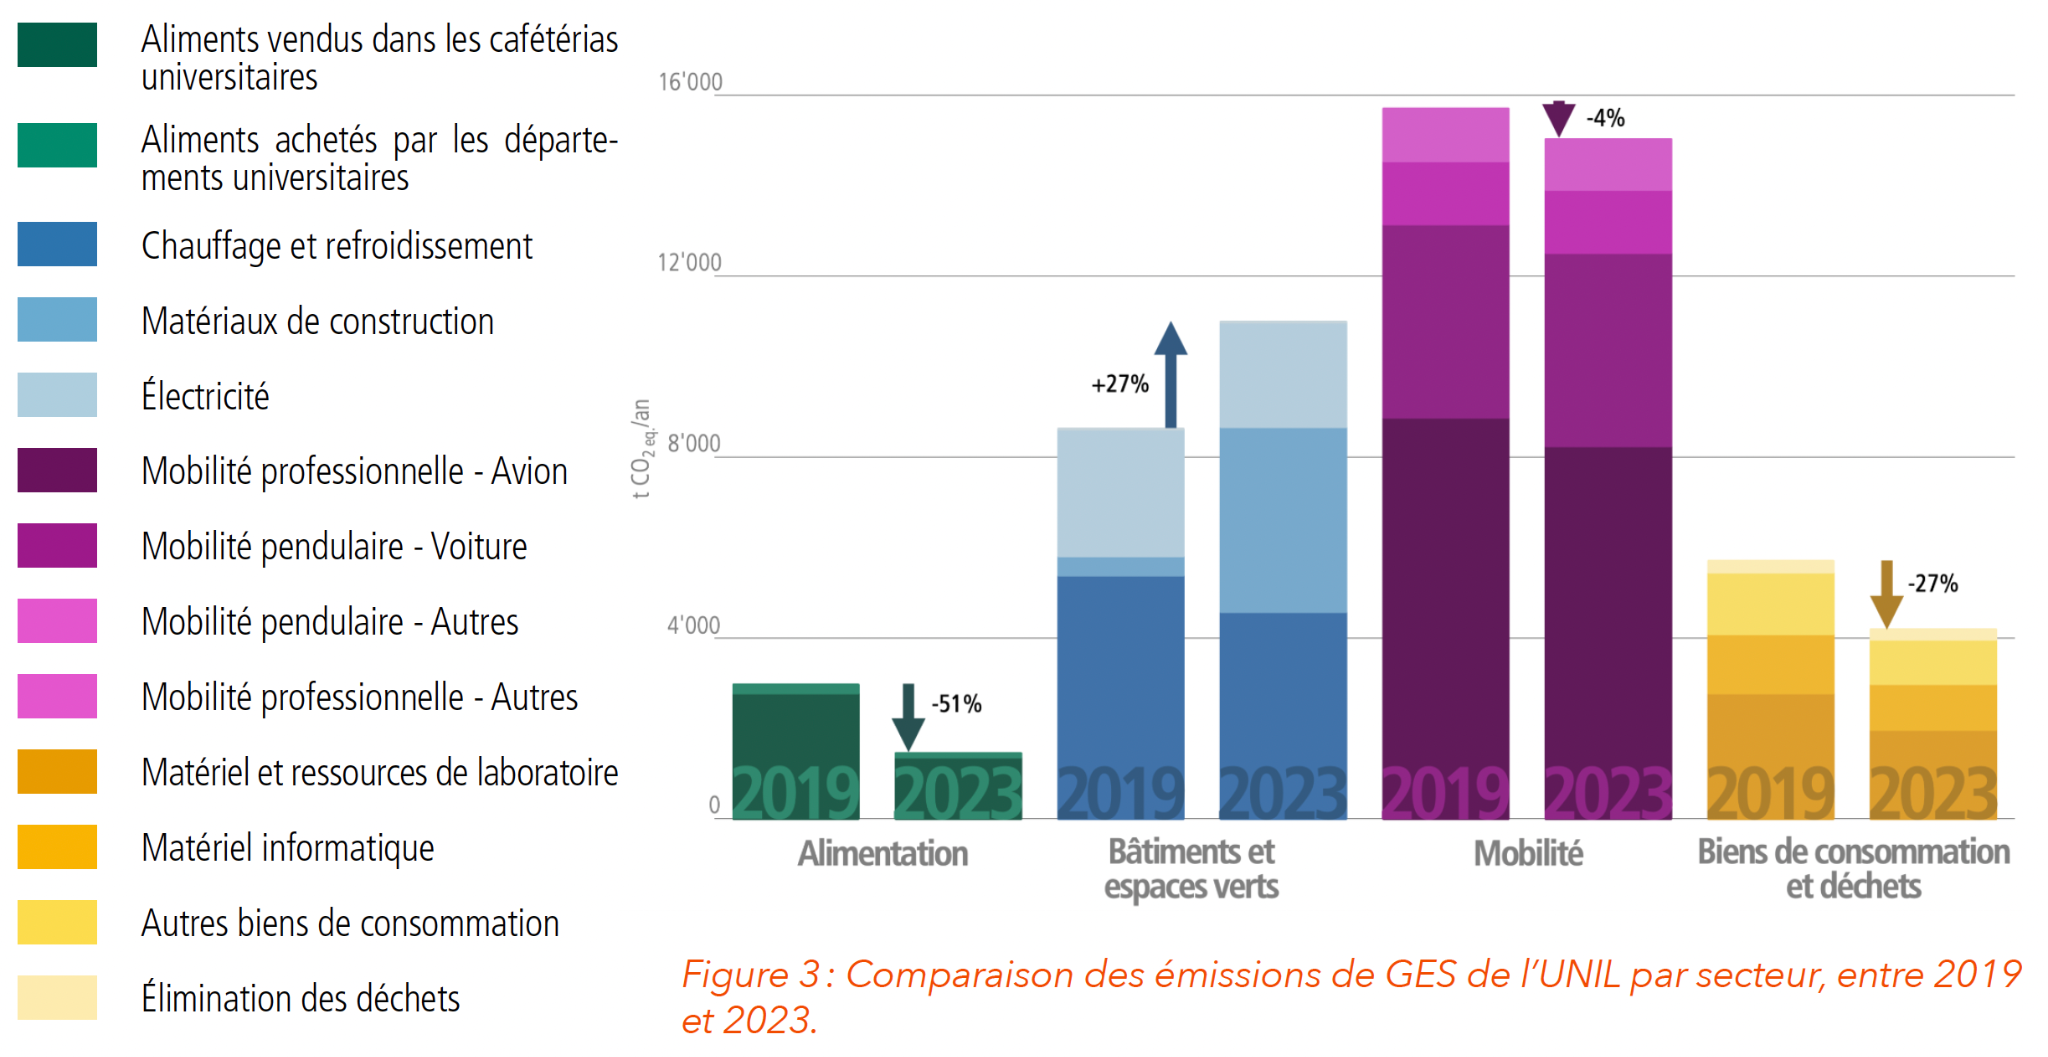 Aliments vendus dans les cafétérias
universitaires
Aliments achetés par les départe-
ments universitaires
Chauffage et refroidissement
Matériaux de construction
Électricité
Mobilité professionnelle - Avion
Mobilité pendulaire - Voiture
Mobilité pendulaire - Autres
Mobilité professionnelle - Autres
Matériel et ressources de laboratoire
Matériel informatique
Autres biens de consommation
Élimination des déchets
t CO2 eq./an
16'000
12'000
8'000
4'000
0
-51%
+27%
-4%
-27%
2019 2023 2019 2023 2019 2023 2019 2023
Alimentation
Bâtiments et
espaces verts
Mobilité
Biens de consommation
et déchets
Figure 3 : Comparaison des émissions de GES de l’UNIL par secteur, entre 2019
et 2023.